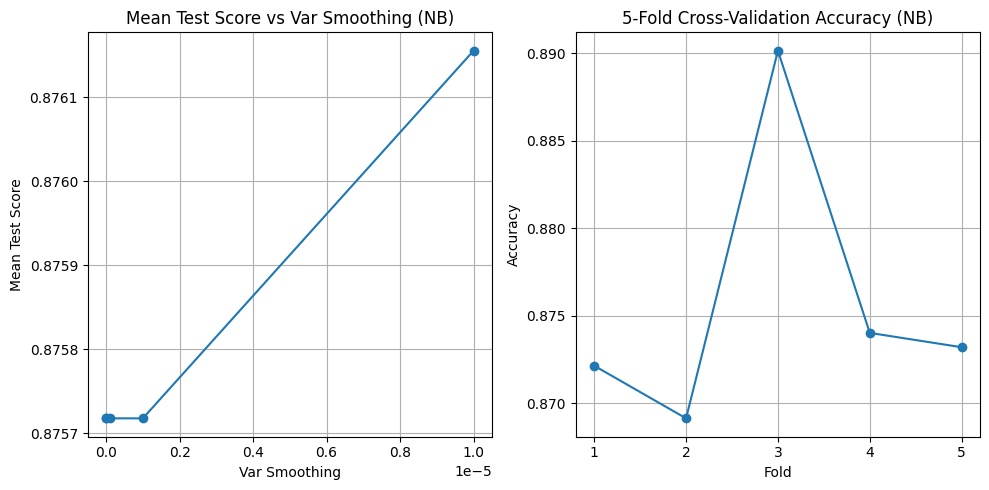 Mean Test Score vs Var Smoothing (NB)
Mean Test Score
0.8761
0.8760
0.8759
0.8758
0.8757
0.0 0.2 0.4 0.6 0.8 1.0
1e−5
Var Smoothing
5-Fold Cross-Validation Accuracy (NB)
Accuracy
0.890
0.885
0.880
0.875
0.870
1 2 3 4 5
Fold